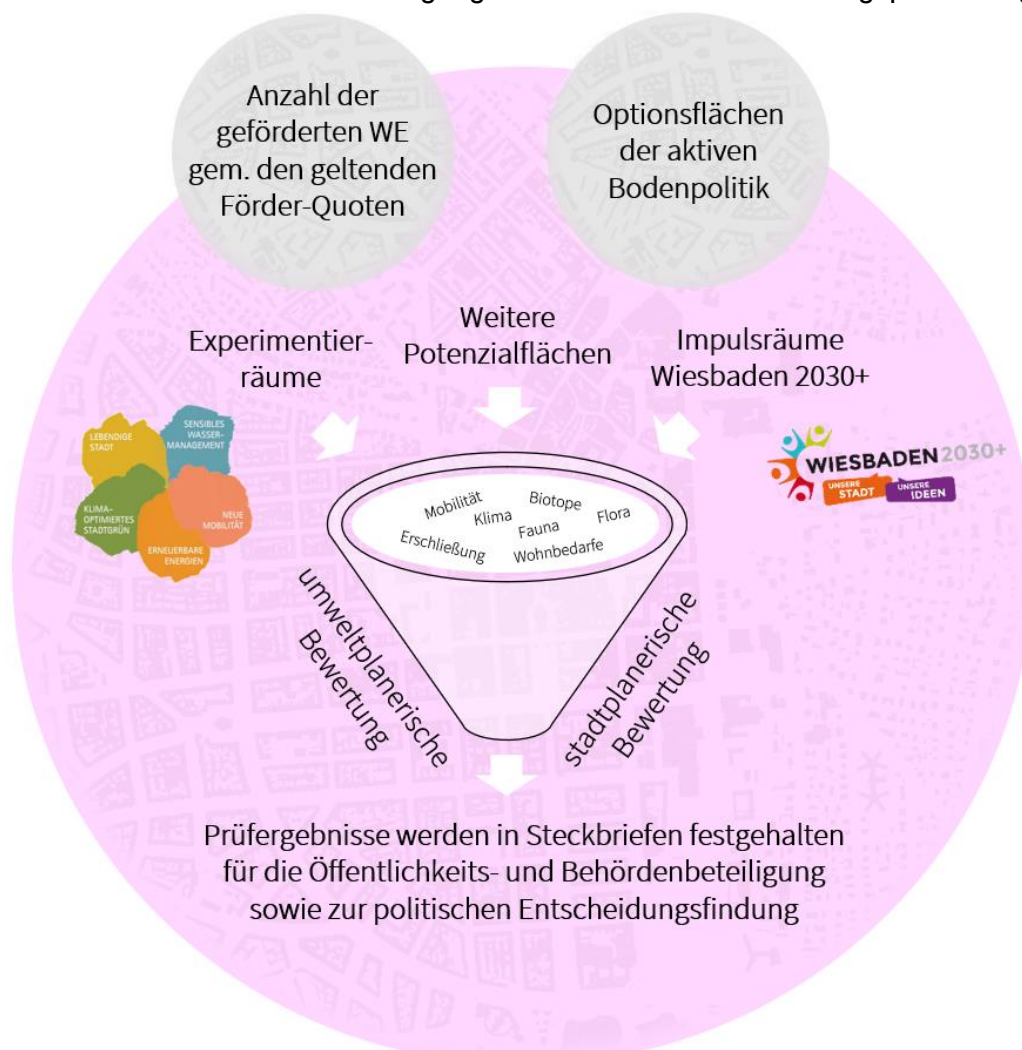 Anzahl der
geförderten WE
gem. den geltenden
Förder-Quoten
Optionsflächen
der aktiven
Bodenpolitik
Experimentier-
räume
Weitere
Potenzialflächen
Impulsräume
Wiesbaden 2030+
LEBENDIGE
STADT
SENSIBLES
WASSER-
MANAGEMENT
KLIMA-
OPTIMIERTES
STADTGRÜN
NEUE
MOBILITÄT
ERNEUERBARE
ENERGIEN
WIESBADEN 2030+
UNSERE
STADT
UNSERE
IDEEN
Mobilität
Biotope
Klima
Flora
Fauna
Erschließung
Wohnbedarfe
umweltplanerische
Bewertung
stadtplanerische
Bewertung
Prüfergebnisse werden in Steckbriefen festgehalten
für die Öffentlichkeits- und Behördenbeteiligung
sowie zur politischen Entscheidungsfindung